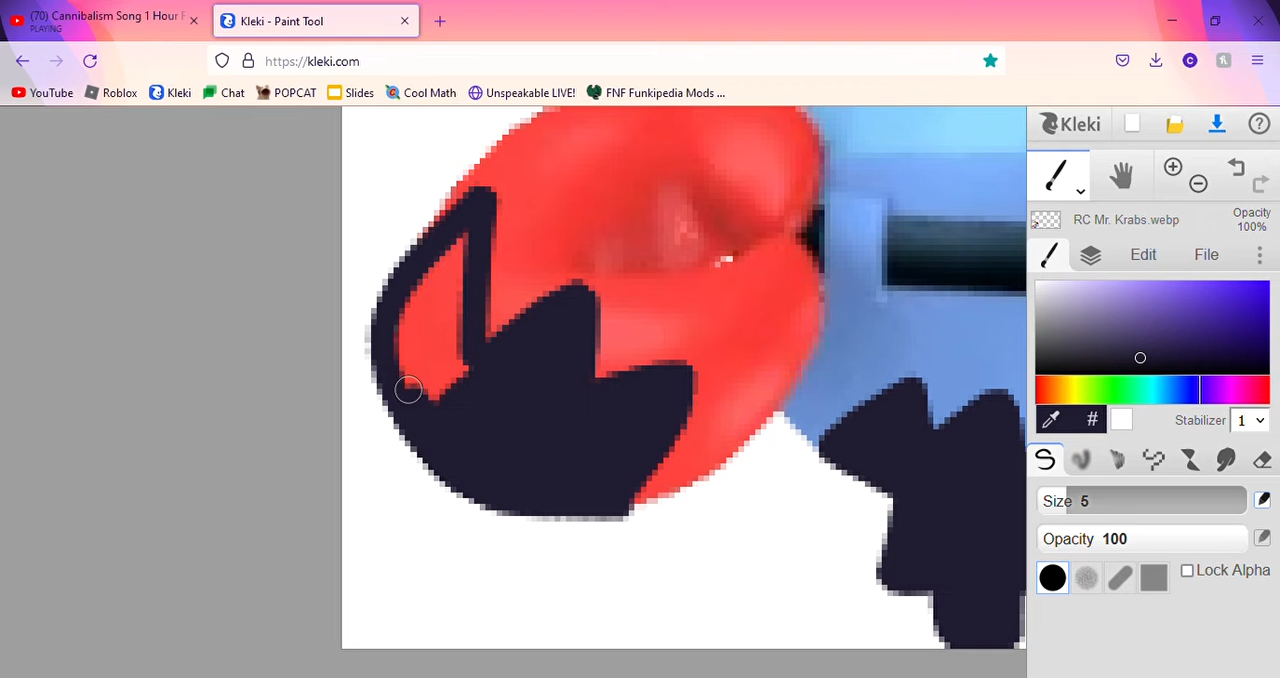 (70) Cannibalism Song 1 Hour F
PLAYING
Kleki - Paint Tool
https://kleki.com
YouTube Roblox Kleki Chat POPCAT Slides Cool Math Unspeakable LIVE! FNF Funkipedia Mods ...
Kleki
RC Mr. Krabs.webp Opacity
100%
Edit File
# Stabilizer 1
Size 5
Opacity 100
Lock Alpha